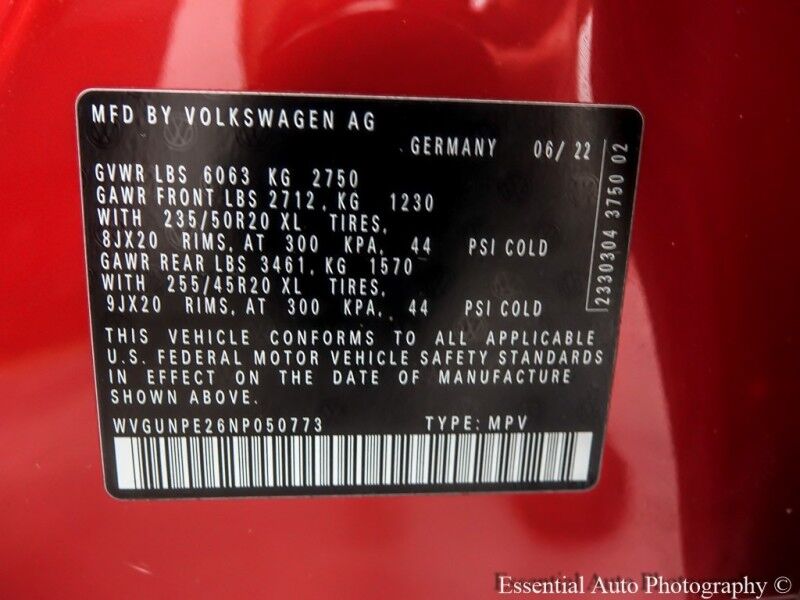 MFD BY VOLKSWAGEN AG
GERMANY 06/ 22
GVWR LBS 6063 KG 2750
GAWR FRONT LBS 2712, KG 1230
WITH 235/50R20 XL TIRES,
8JX20 RIMS, AT 300 KPA, 44 PSI COLD
GAWR REAR LBS 3461, KG 1570
WITH 255/45R20 XL TIRES,
9JX20 RIMS, AT 300 KPA, 44 PSI COLD
THIS VEHICLE CONFORMS TO ALL APPLICABLE
U.S. FEDERAL MOTOR VEHICLE SAFETY STANDARDS
IN EFFECT ON THE DATE OF MANUFACTURE
SHOWN ABOVE.
WVGUNPE26NP050773 TYPE: MPV
2330304 3750 02
Essential Auto Photography ©